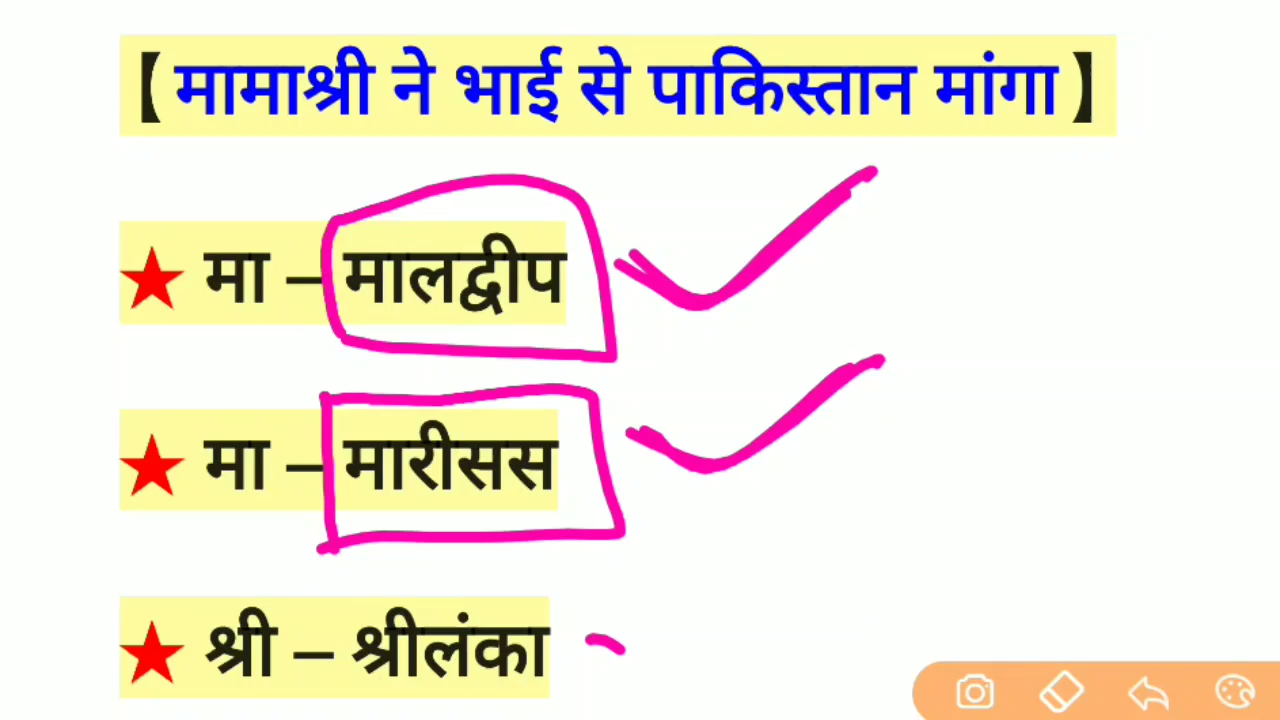 【मामाश्री ने भाई से पाकिस्तान मांगा】
★ मा – मालद्वीप
★ मा – मारीसस
★ श्री – श्रीलंका